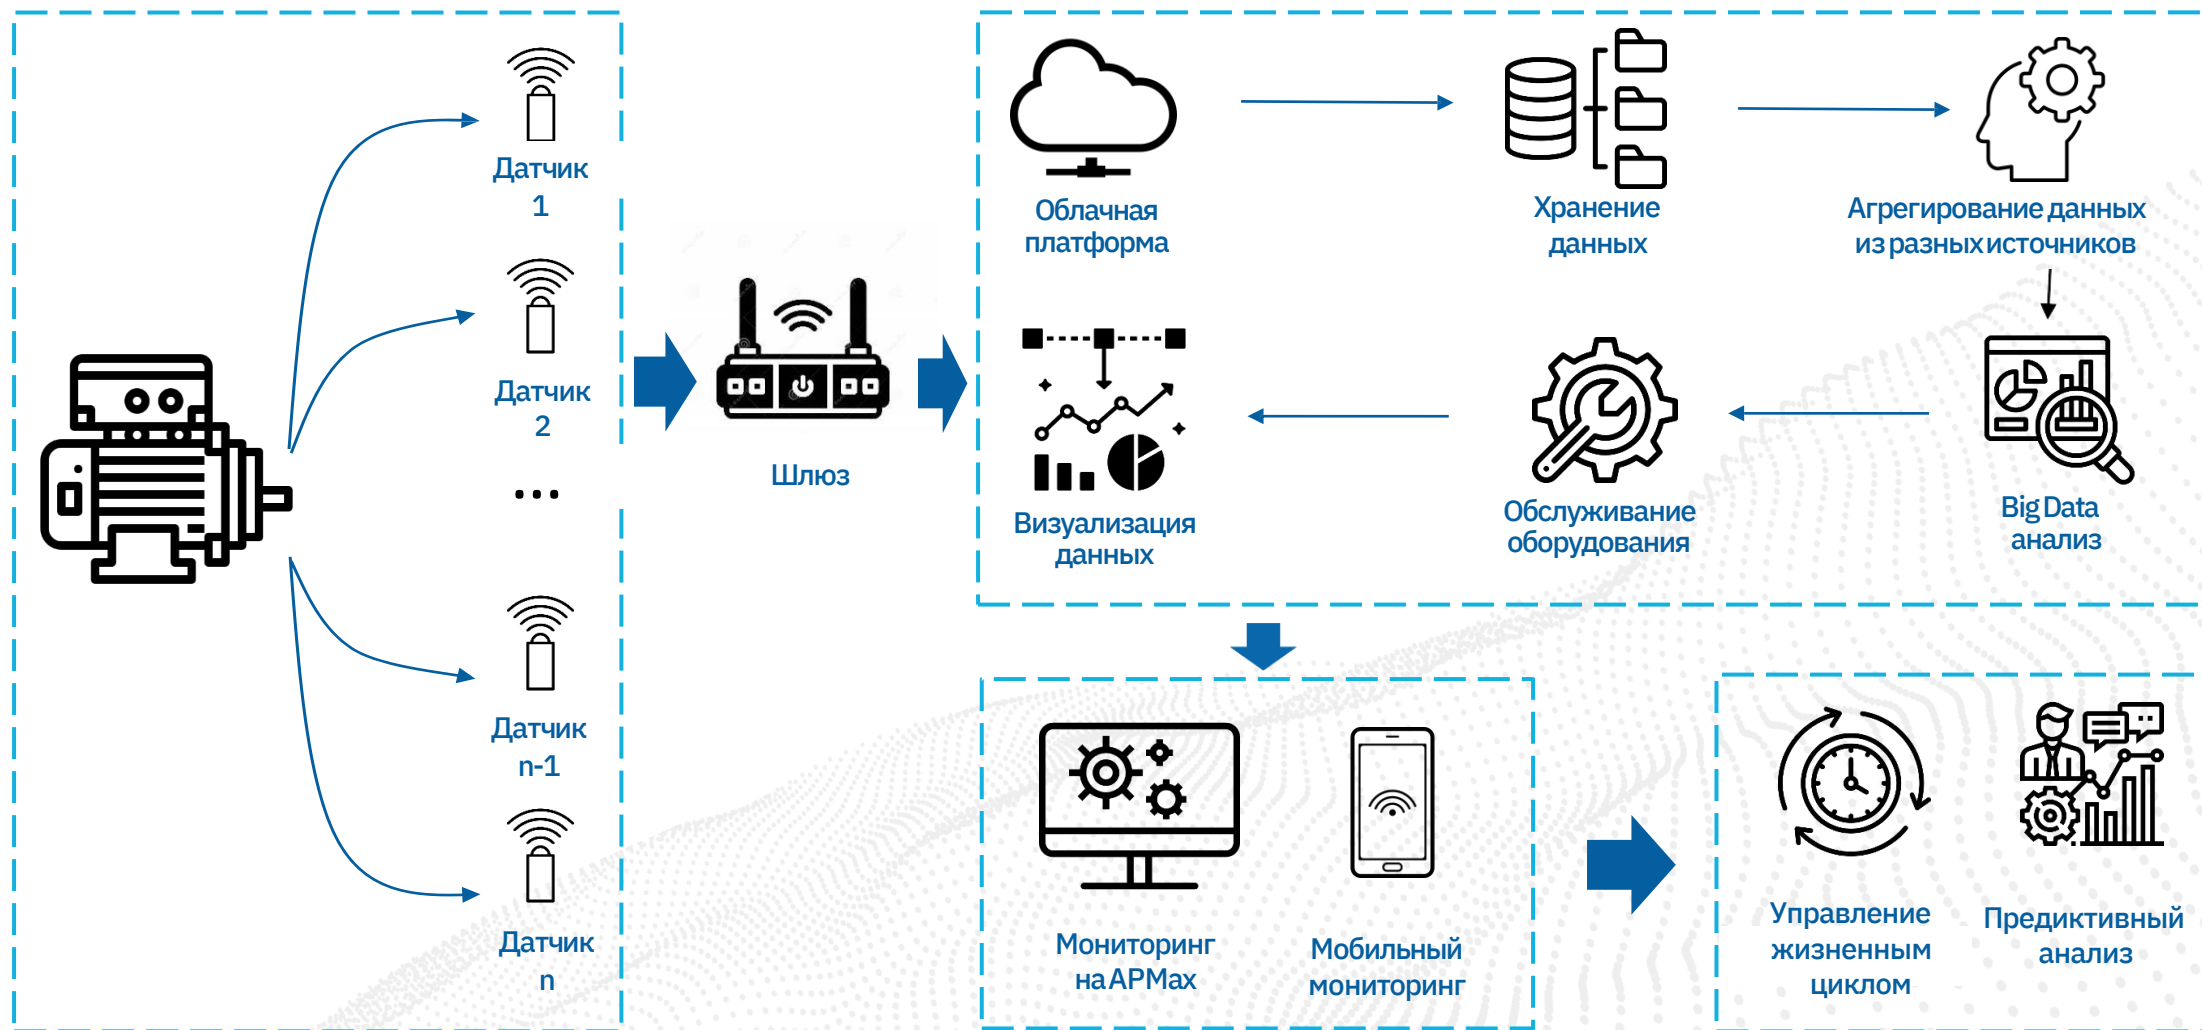 Датчик
1
Датчик
2
...
Датчик
n-1
Датчик
n
Шлюз
Облачная
платформа
Хранение
данных
Агрегирование данных
из разных источников
Визуализация
данных
Обслуживание
оборудования
Big Data
анализ
Мониторинг
на АРМах
Мобильный
мониторинг
Управление
жизненным
циклом
Предиктивный
анализ